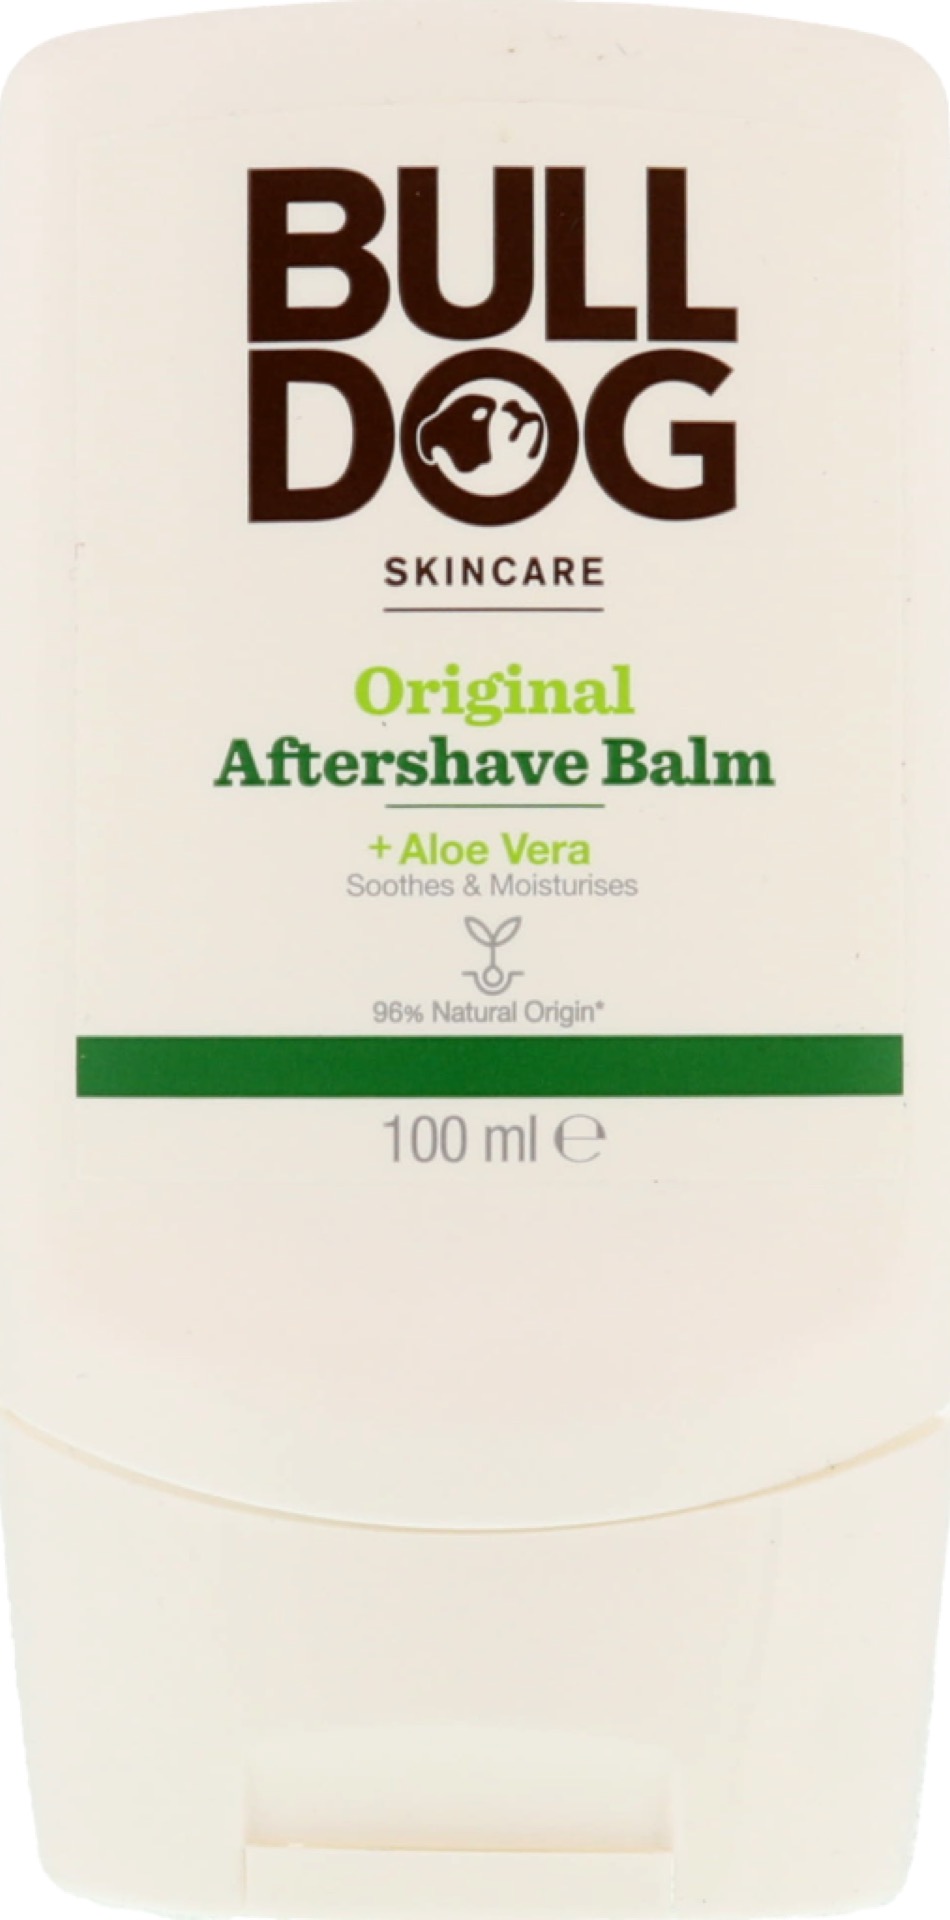 BULL
DOG
SKINCARE
Original
Aftershave Balm
+ Aloe Vera
Soothes & Moisturises
96% Natural Origin*
100 ml ℮